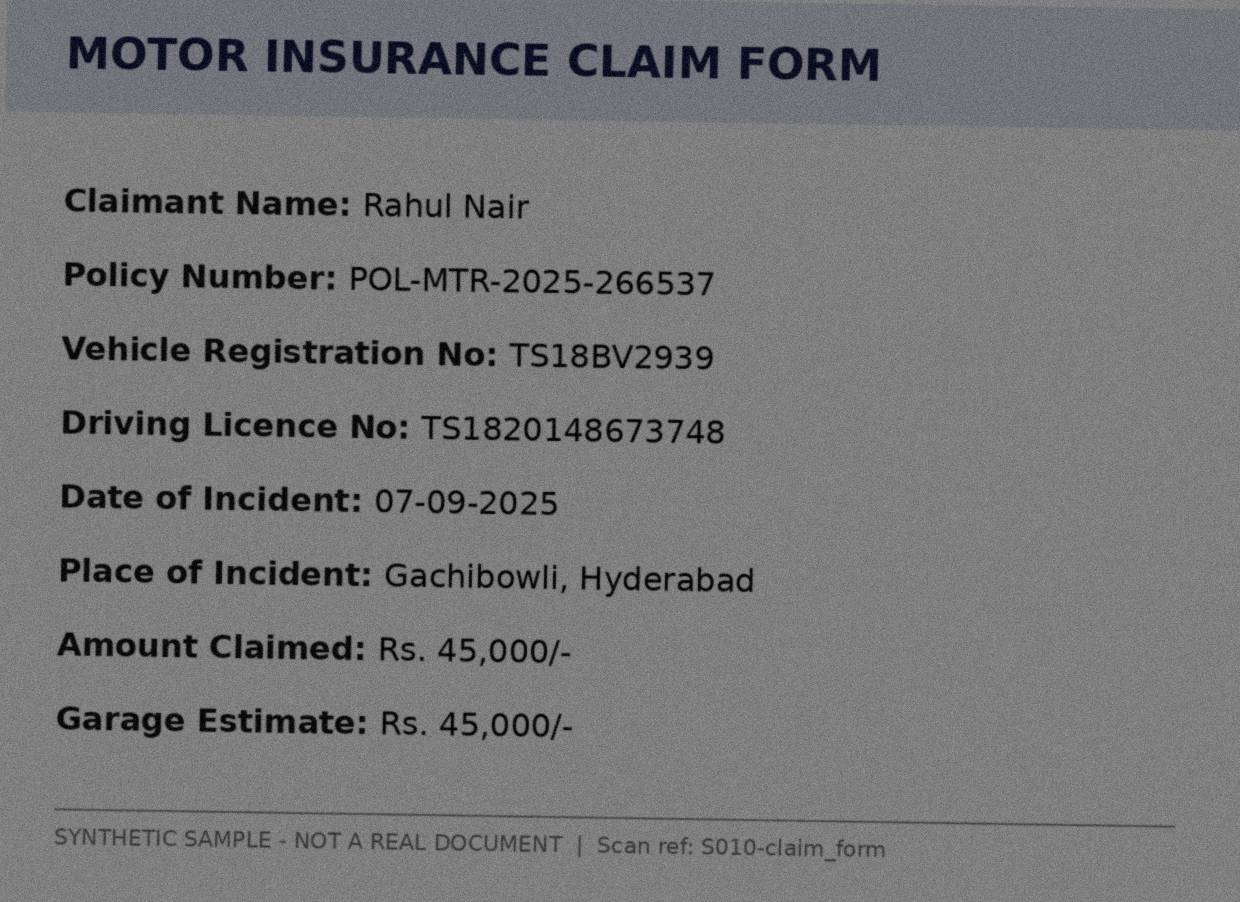 MOTOR INSURANCE CLAIM FORM
Claimant Name: Rahul Nair
Policy Number: POL-MTR-2025-266537
Vehicle Registration No: TS18BV2939
Driving Licence No: TS1820148673748
Date of Incident: 07-09-2025
Place of Incident: Gachibowli, Hyderabad
Amount Claimed: Rs. 45,000/-
Garage Estimate: Rs. 45,000/-
SYNTHETIC SAMPLE - NOT A REAL DOCUMENT | Scan ref: S010-claim_form